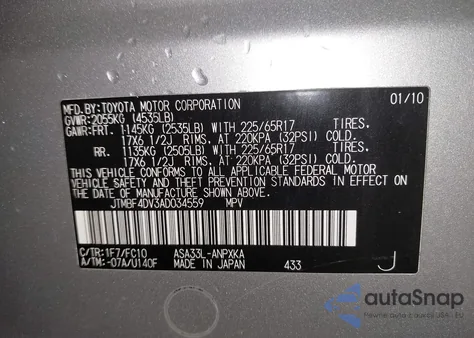 MFD. BY: TOYOTA MOTOR CORPORATION 01/10
GVWR: 2055KG (4535LB)
GAWR: FRT. 1145KG (2535LB) WITH 225/65R17 TIRES.
17X6 1/2J RIMS. AT 220KPA (32PSI) COLD.
RR. 1135KG (2505LB) WITH 225/65R17 TIRES.
17X6 1/2J RIMS. AT 220KPA (32PSI) COLD.
THIS VEHICLE CONFORMS TO ALL APPLICABLE FEDERAL MOTOR
VEHICLE SAFETY STANDARDS IN EFFECT ON
THE DATE OF MANUFACTURE SHOWN ABOVE.
JTMBF4DV3AD034559 MPV
C/TR: 1F7/FC10 ASA33L-ANPXKA
A/TM: -07A/U140F MADE IN JAPAN 433 J
autoSnap
Pewne auto z aukcji USA